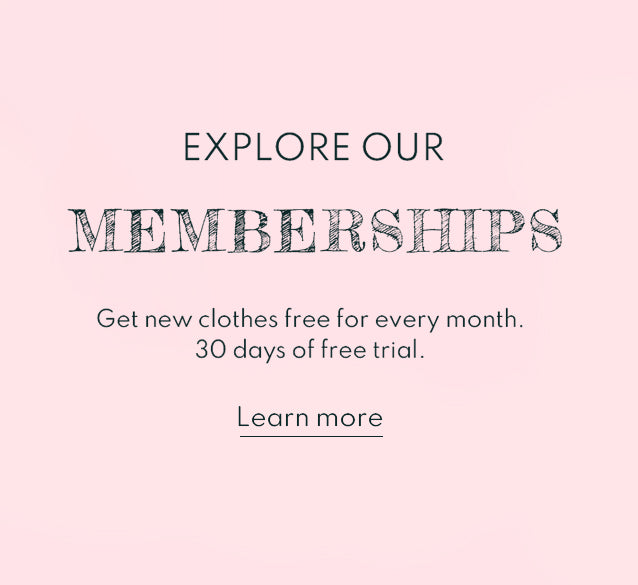 EXPLORE OUR
MEMBERSHIPS
Get new clothes free for every month.
30 days of free trial.
Learn more